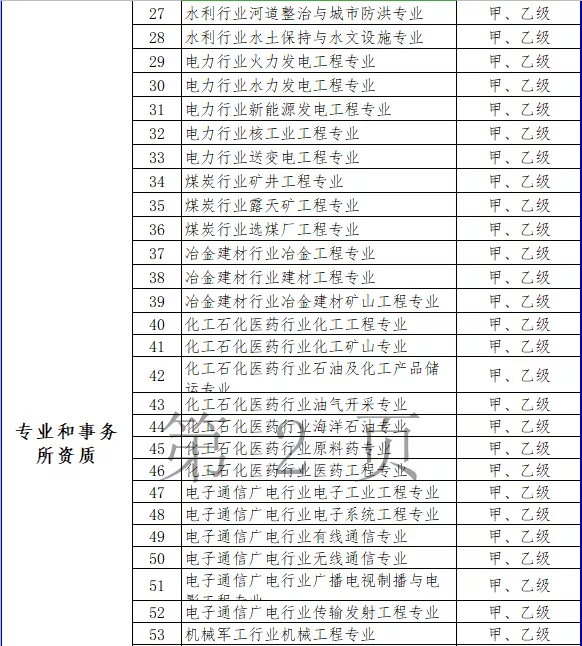 27 水利行业河道整治与城市防洪专业 甲、乙级
28 水利行业水土保持与水文设施专业 甲、乙级
29 电力行业火力发电工程专业 甲、乙级
30 电力行业水力发电工程专业 甲、乙级
31 电力行业新能源发电工程专业 甲、乙级
32 电力行业核工业工程专业 甲、乙级
33 电力行业送变电工程专业 甲、乙级
34 煤炭行业矿井工程专业 甲、乙级
35 煤炭行业露天矿工程专业 甲、乙级
36 煤炭行业选煤厂工程专业 甲、乙级
37 冶金建材行业冶金工程专业 甲、乙级
38 冶金建材行业建材工程专业 甲、乙级
39 冶金建材行业冶金建材矿山工程专业 甲、乙级
40 化工石化医药行业化工工程专业 甲、乙级
41 化工石化医药行业化工矿山专业 甲、乙级
42 化工石化医药行业石油及化工产品储 甲、乙级
运专业
专业和事务
所资质
43 化工石化医药行业油气开采专业 甲、乙级
44 化工石化医药行业海洋石油专业 甲、乙级
45 化工石化医药行业原料药专业 甲、乙级
46 化工石化医药行业医药工程专业 甲、乙级
第 2 页
47 电子通信广电行业电子工业工程专业 甲、乙级
48 电子通信广电行业电子系统工程专业 甲、乙级
49 电子通信广电行业有线通信专业 甲、乙级
50 电子通信广电行业无线通信专业 甲、乙级
51 电子通信广电行业广播电视制播与电 甲、乙级
影工程专业
52 电子通信广电行业传输发射工程专业 甲、乙级
53 机械军工行业机械工程专业 甲、乙级